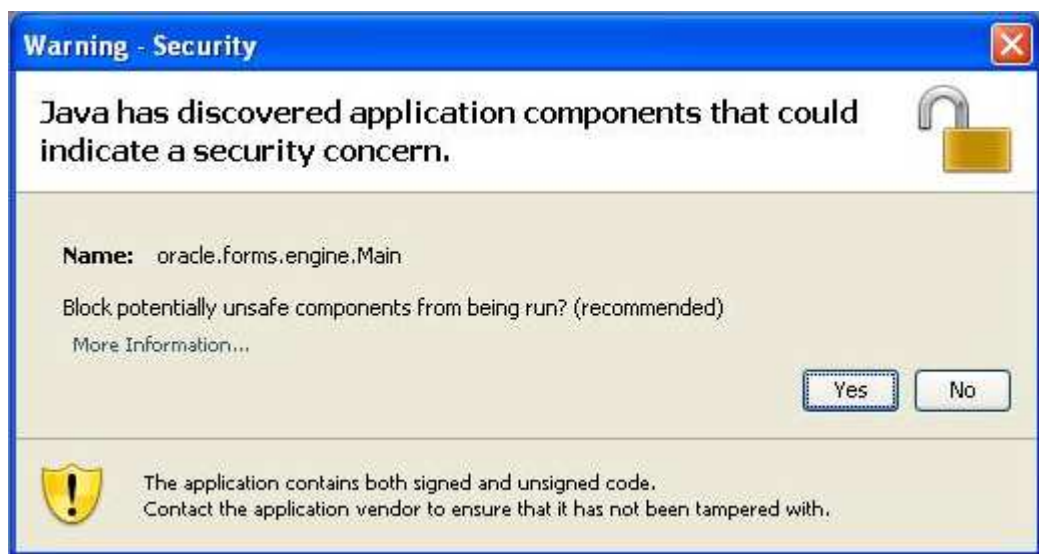 Warning - Security
Java has discovered application components that could
indicate a security concern.
Name: oracle.forms.engine.Main
Block potentially unsafe components from being run? (recommended)
More Information...
Yes No
The application contains both signed and unsigned code.
Contact the application vendor to ensure that it has not been tampered with.